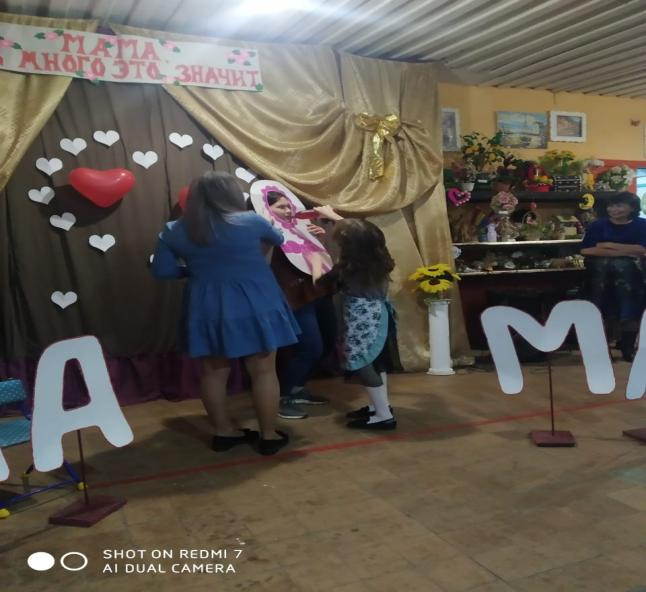 МАМА
МНОГО ЭТО ЗНАЧИТ
А М
SHOT ON REDMI 7
AI DUAL CAMERA